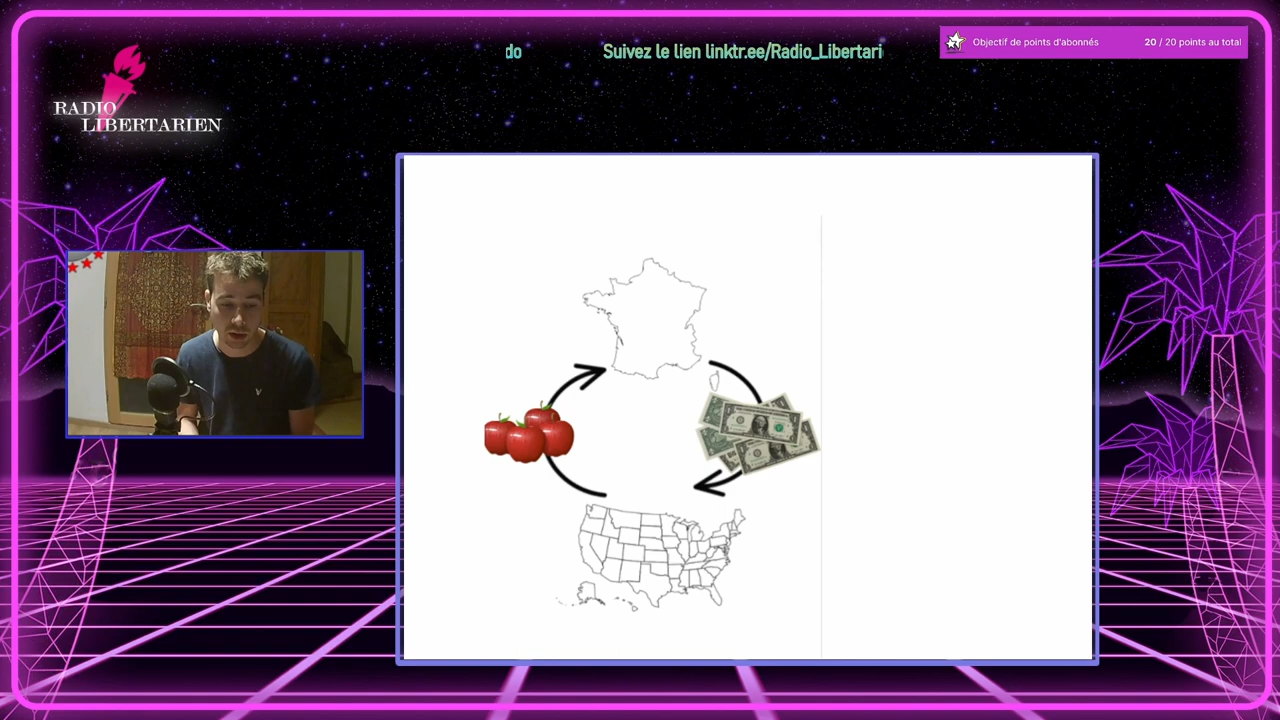 do Suivez le lien linktr.ee/Radio_Libertari
Objectif de points d'abonnés 20 / 20 points au total
RADIO
LIBERTARIEN